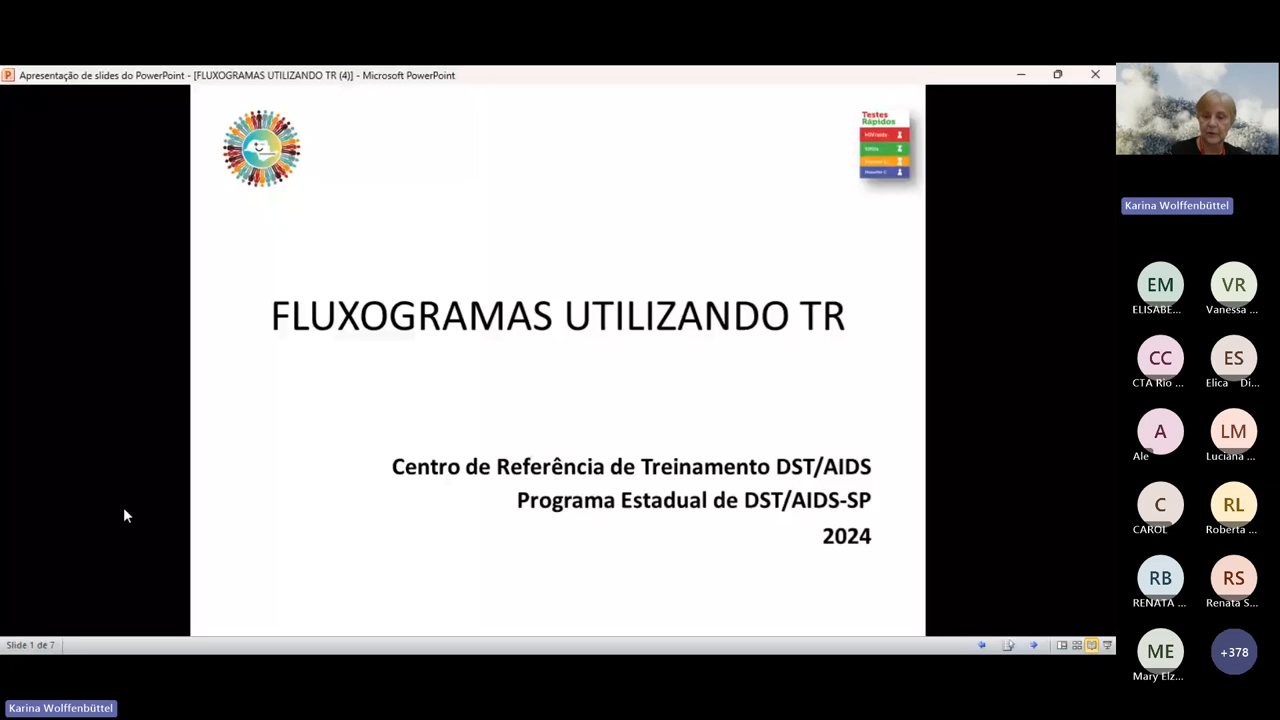 Apresentação de slides do PowerPoint - [FLUXOGRAMAS UTILIZANDO TR (4)] - Microsoft PowerPoint
Testes
Rápidos
FLUXOGRAMAS UTILIZANDO TR
Centro de Referência de Treinamento DST/AIDS
Programa Estadual de DST/AIDS-SP
2024
Slide 1 de 7
Karina Wolffenbüttel
Karina Wolffenbüttel
EM
ELISABE...
VR
Vanessa ...
CC
CTA Rio ...
ES
Elica Di...
A
Ale
LM
Luciana ...
C
CAROL
RL
Roberta ...
RB
RENATA ...
RS
Renata S...
ME
Mary Elz...
+378